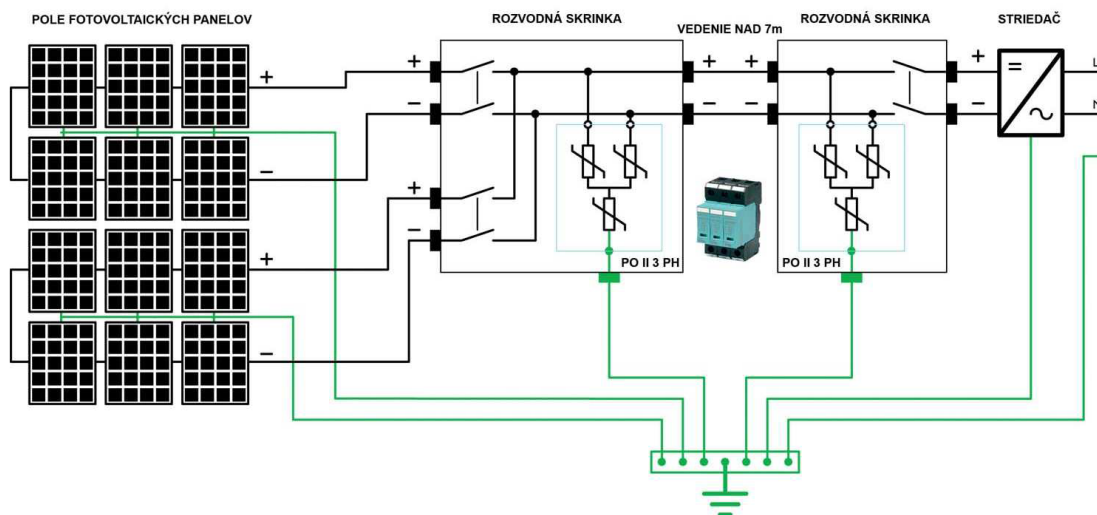 POLE FOTOVOLTAICKÝCH PANELOV
ROZVODNÁ SKRINKA
VEDENIE NAD 7m
ROZVODNÁ SKRINKA
STRIEDAČ
+
−
+
−
+
−
+
−
+
−
+
−
+
−
PO II 3 PH
PO II 3 PH
L